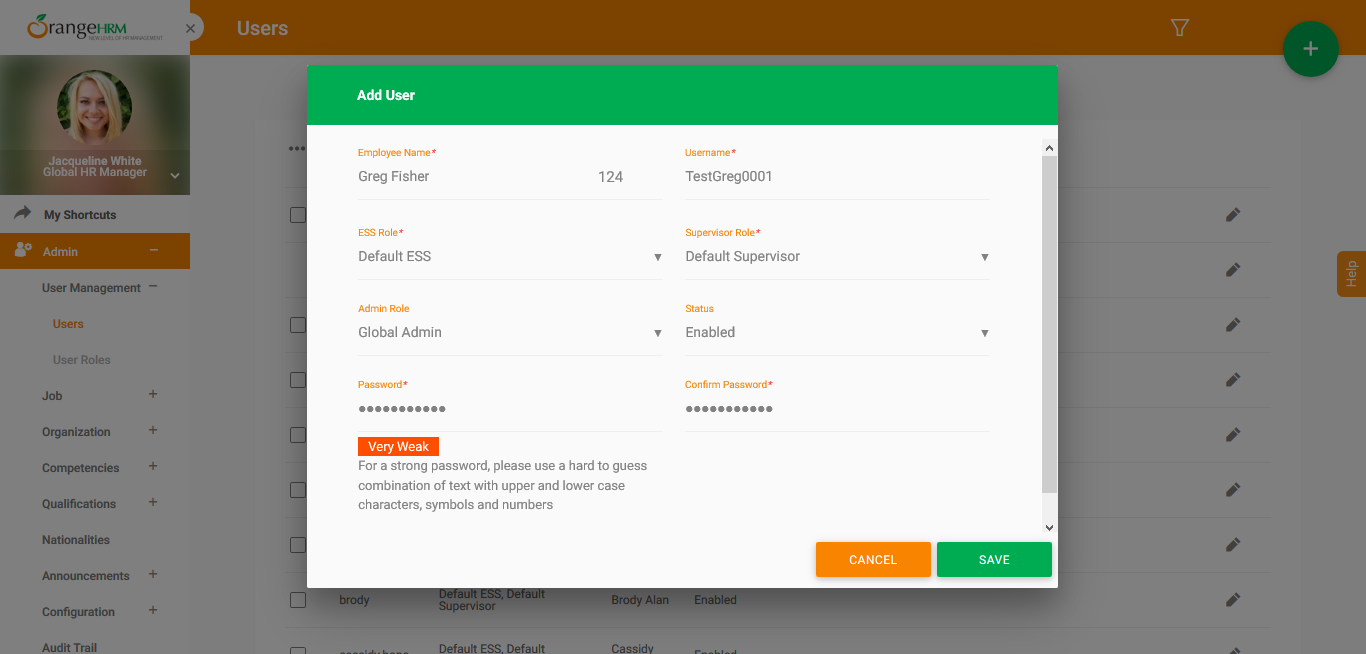 OrangeHRM
NEW LEVEL OF HR MANAGEMENT
Users
Jacqueline White
Global HR Manager
My Shortcuts
Admin
User Management
Users
User Roles
Job
Organization
Competencies
Qualifications
Nationalities
Announcements
Configuration
Audit Trail
Add User
Employee Name*
Greg Fisher 124
Username*
TestGreg0001
ESS Role*
Default ESS
Supervisor Role*
Default Supervisor
Admin Role
Global Admin
Status
Enabled
Password*
Confirm Password*
Very Weak
For a strong password, please use a hard to guess
combination of text with upper and lower case
characters, symbols and numbers
CANCEL
SAVE
brody
Default ESS, Default
Supervisor
Brody Alan
Enabled
Default ESS, Default
Cassidy
Enabled
Help